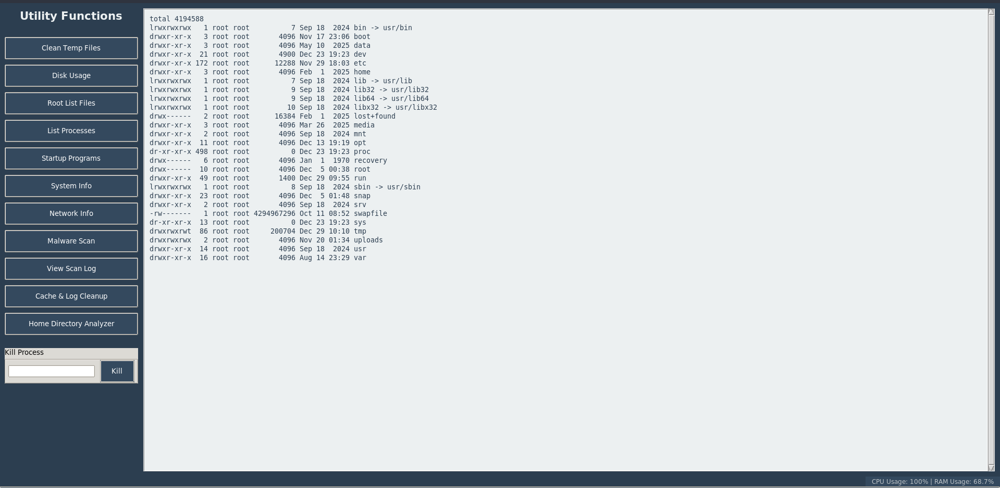 Utility Functions
Clean Temp Files
Disk Usage
Root List Files
List Processes
Startup Programs
System Info
Network Info
Malware Scan
View Scan Log
Cache & Log Cleanup
Home Directory Analyzer
Kill Process
Kill
total 4194588
lrwxrwxrwx   1 root root          7 Sep 18  2024 bin -> usr/bin
drwxr-xr-x   3 root root       4096 Nov 17 23:06 boot
drwxr-xr-x   3 root root       4096 May 10  2025 data
drwxr-xr-x  21 root root       4900 Dec 23 19:23 dev
drwxr-xr-x 172 root root      12288 Nov 29 18:03 etc
drwxr-xr-x   3 root root       4096 Feb  1  2025 home
lrwxrwxrwx   1 root root          7 Sep 18  2024 lib -> usr/lib
lrwxrwxrwx   1 root root          9 Sep 18  2024 lib32 -> usr/lib32
lrwxrwxrwx   1 root root          9 Sep 18  2024 lib64 -> usr/lib64
lrwxrwxrwx   1 root root         10 Sep 18  2024 libx32 -> usr/libx32
drwx------   2 root root      16384 Feb  1  2025 lost+found
drwxr-xr-x   3 root root       4096 Mar 26  2025 media
drwxr-xr-x   2 root root       4096 Sep 18  2024 mnt
drwxr-xr-x  11 root root       4096 Dec 13 19:19 opt
dr-xr-xr-x 498 root root          0 Dec 23 19:23 proc
drwx------   6 root root       4096 Jan  1  1970 recovery
drwx------  10 root root       4096 Dec  5 00:38 root
drwxr-xr-x  49 root root       1400 Dec 29 09:55 run
lrwxrwxrwx   1 root root          8 Sep 18  2024 sbin -> usr/sbin
drwxr-xr-x  23 root root       4096 Dec  5 01:48 snap
drwxr-xr-x   2 root root       4096 Sep 18  2024 srv
-rw-------   1 root root 4294967296 Oct 11 08:52 swapfile
dr-xr-xr-x  13 root root          0 Dec 23 19:23 sys
drwxrwxrwt  86 root root     200704 Dec 29 10:10 tmp
drwxrwxrwx   2 root root       4096 Nov 20 01:34 uploads
drwxr-xr-x  14 root root       4096 Sep 18  2024 usr
drwxr-xr-x  16 root root       4096 Aug 14 23:29 var
CPU Usage: 100% | RAM Usage: 68.7%